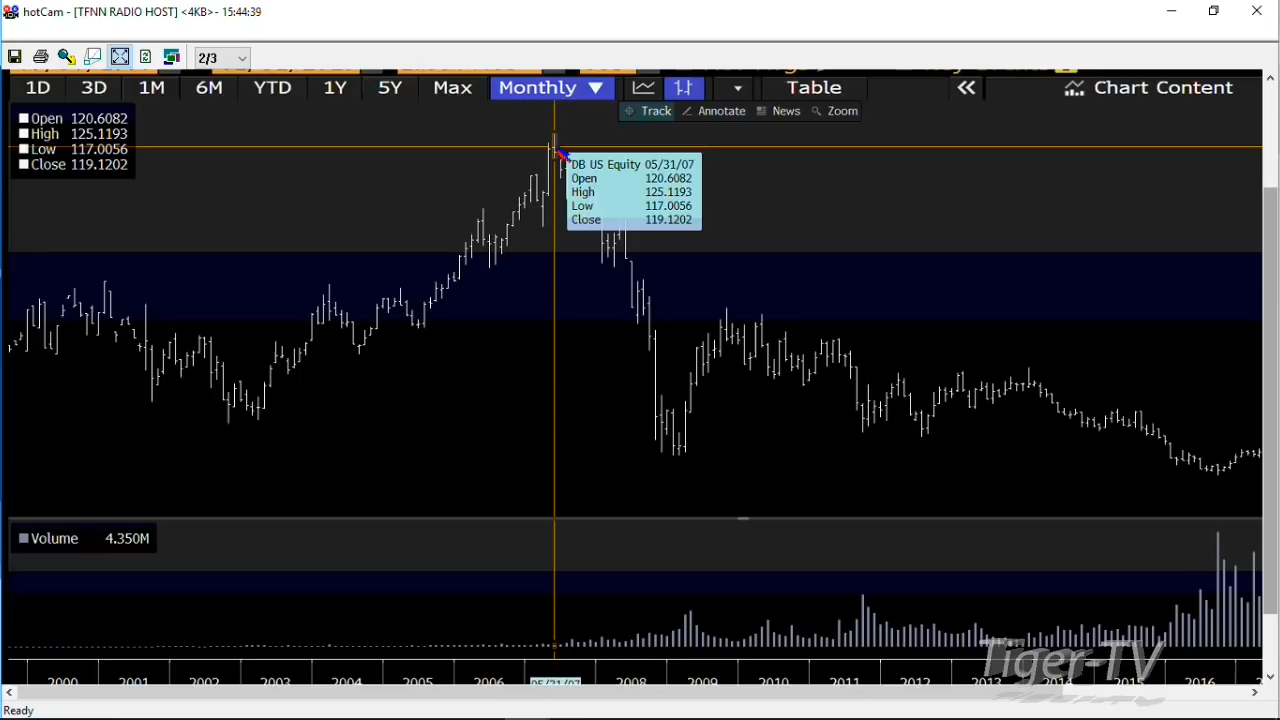 hotCam - [TFNN RADIO HOST] <4KB> - 15:44:39
2/3
1D 3D 1M 6M YTD 1Y 5Y Max Monthly ▼ Table « Chart Content
Track Annotate News Zoom
Open 120.6082
High 125.1193
Low 117.0056
Close 119.1202
DB US Equity 05/31/07
Open 120.6082
High 125.1193
Low 117.0056
Close 119.1202
Volume 4.350M
Tiger-TV
2000 2001 2002 2003 2004 2005 2006 05/31/07 2008 2009 2010 2011 2012 2013 2014 2015 2016
Ready